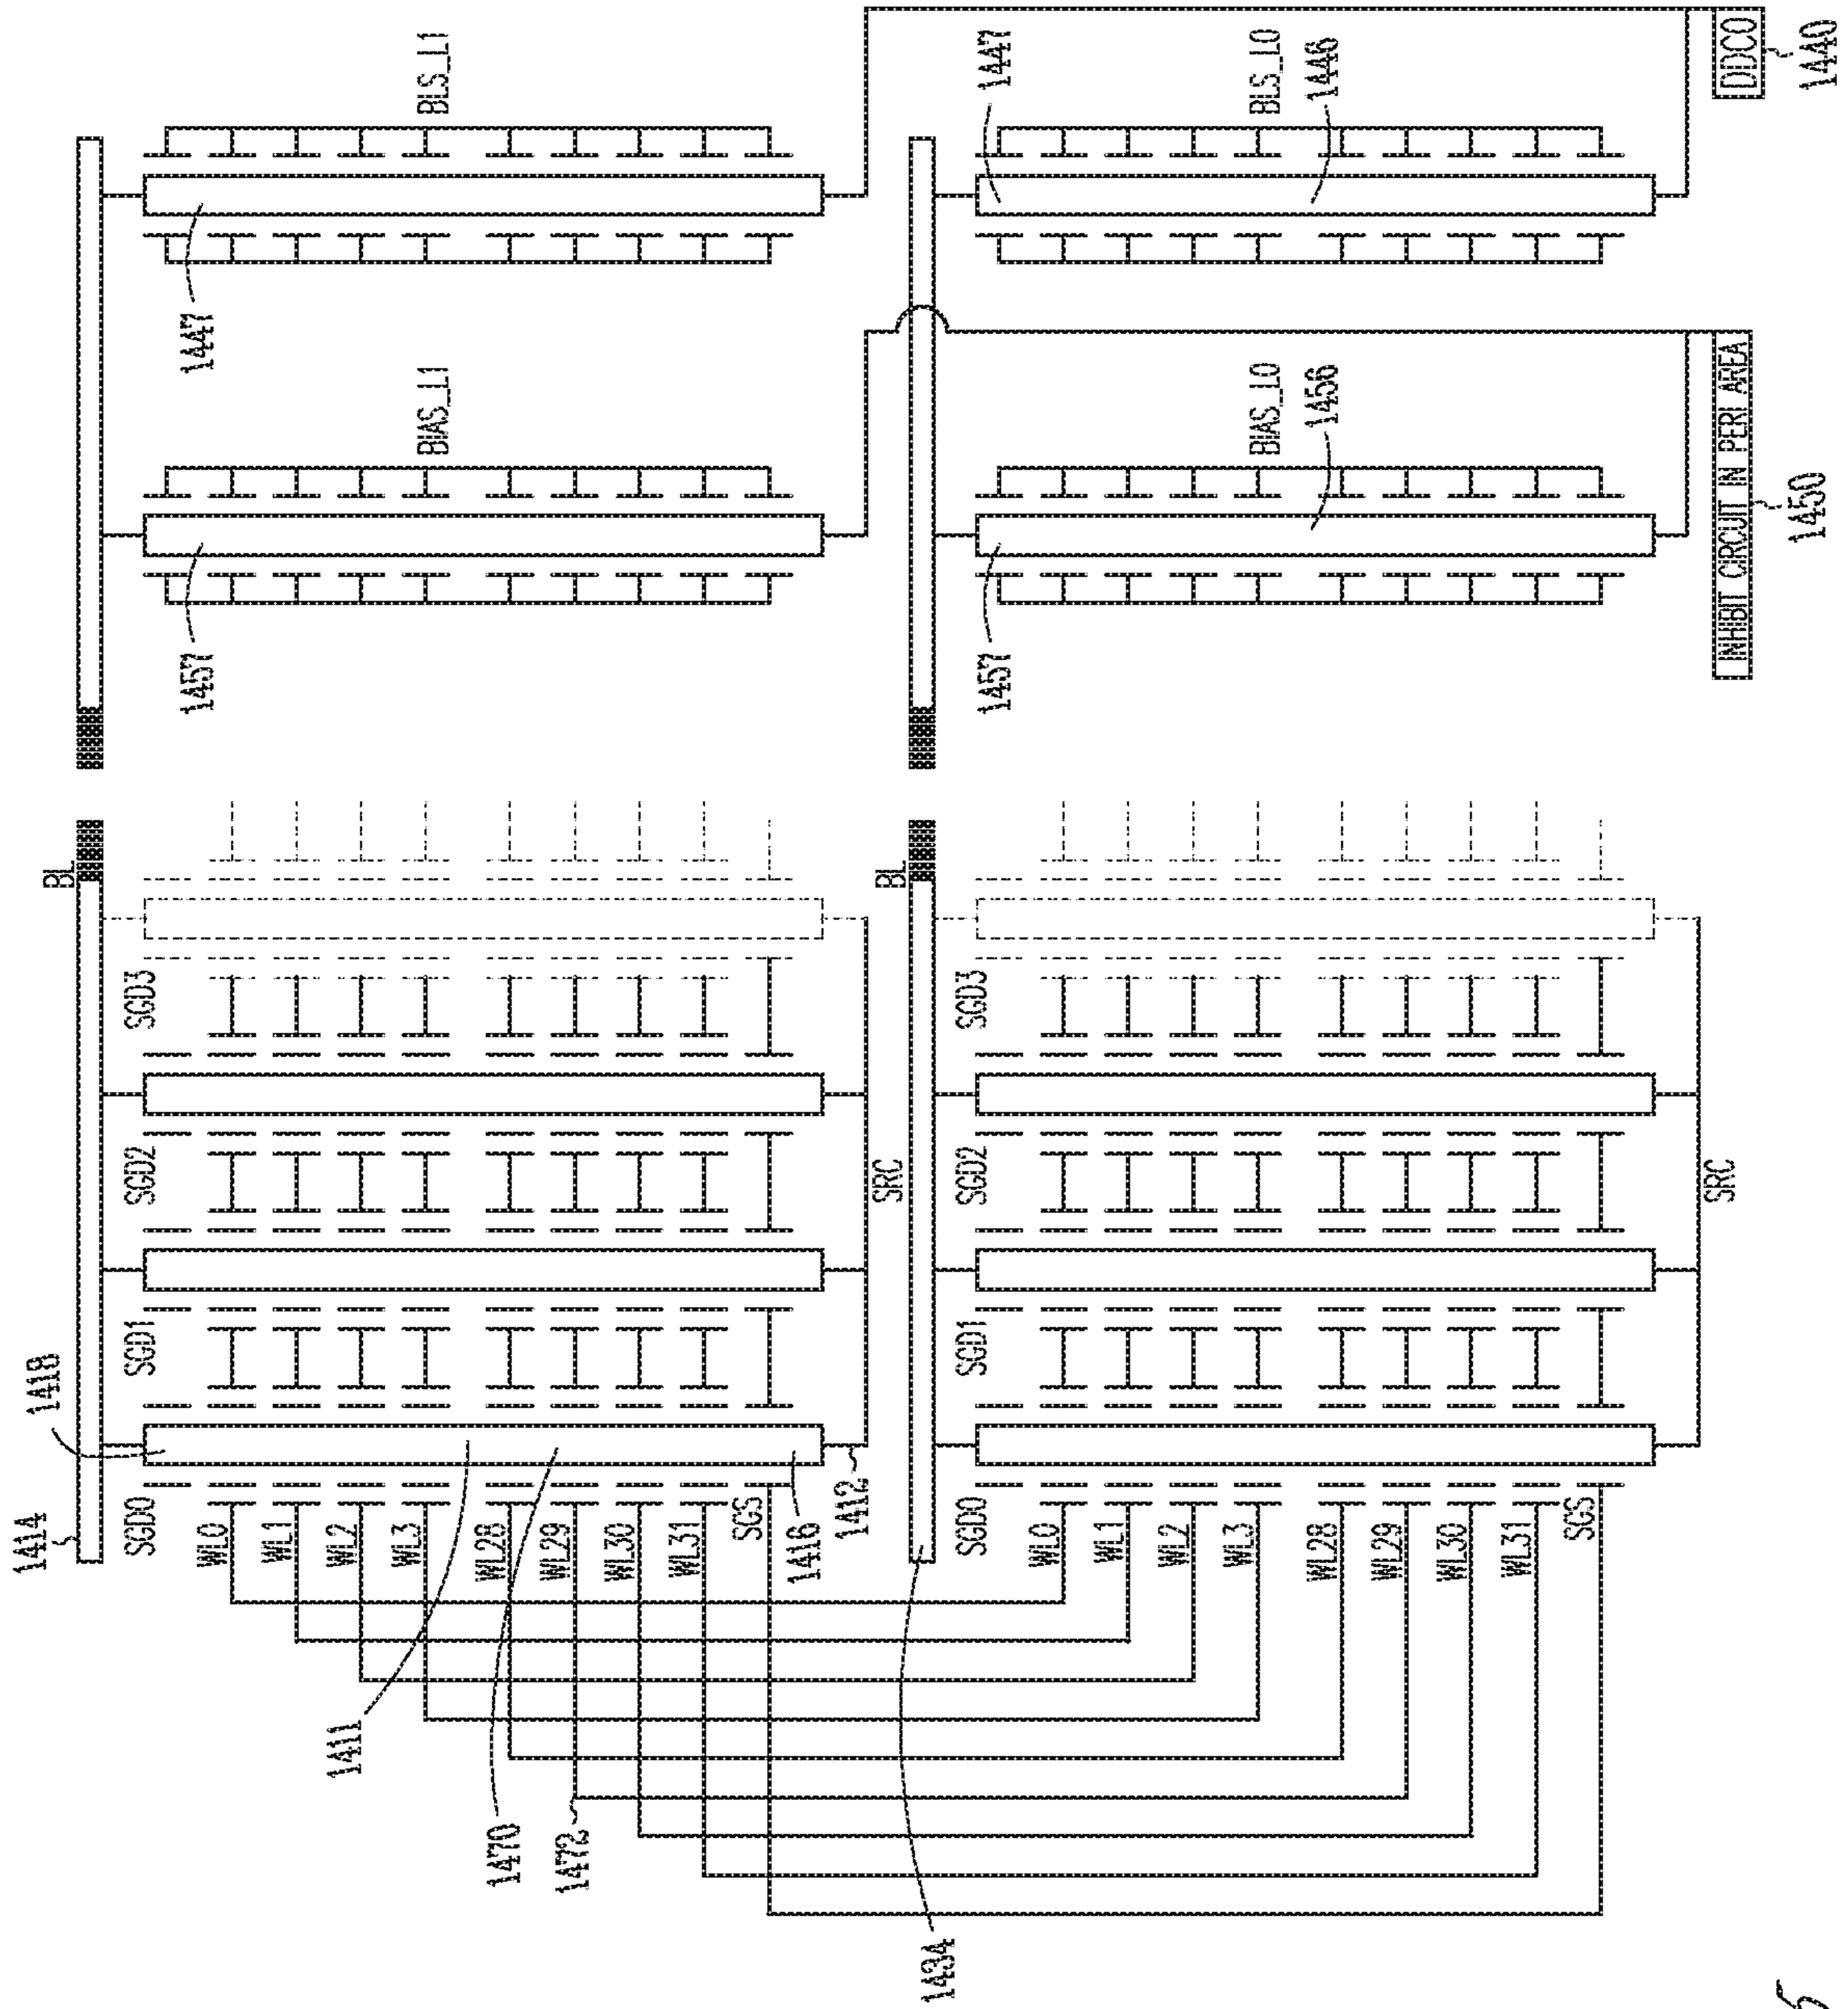 1414
BL
1418
SGD0
SGD1
SGD2
SGD3
WL0
WL1
WL2
WL3
WL28
WL29
WL30
WL31
SGS
1411
1470
1472
1416
1412
SRC
1457
BIAS_L1
1447
BLS_L1
1434
BL
SGD0
SGD1
SGD2
SGD3
WL0
WL1
WL2
WL3
WL28
WL29
WL30
WL31
SGS
SRC
1457
BIAS_L0
1456
1447
BLS_L0
1446
INHIBIT CIRCUIT IN PERI AREA
1450
DDC0
1440
5